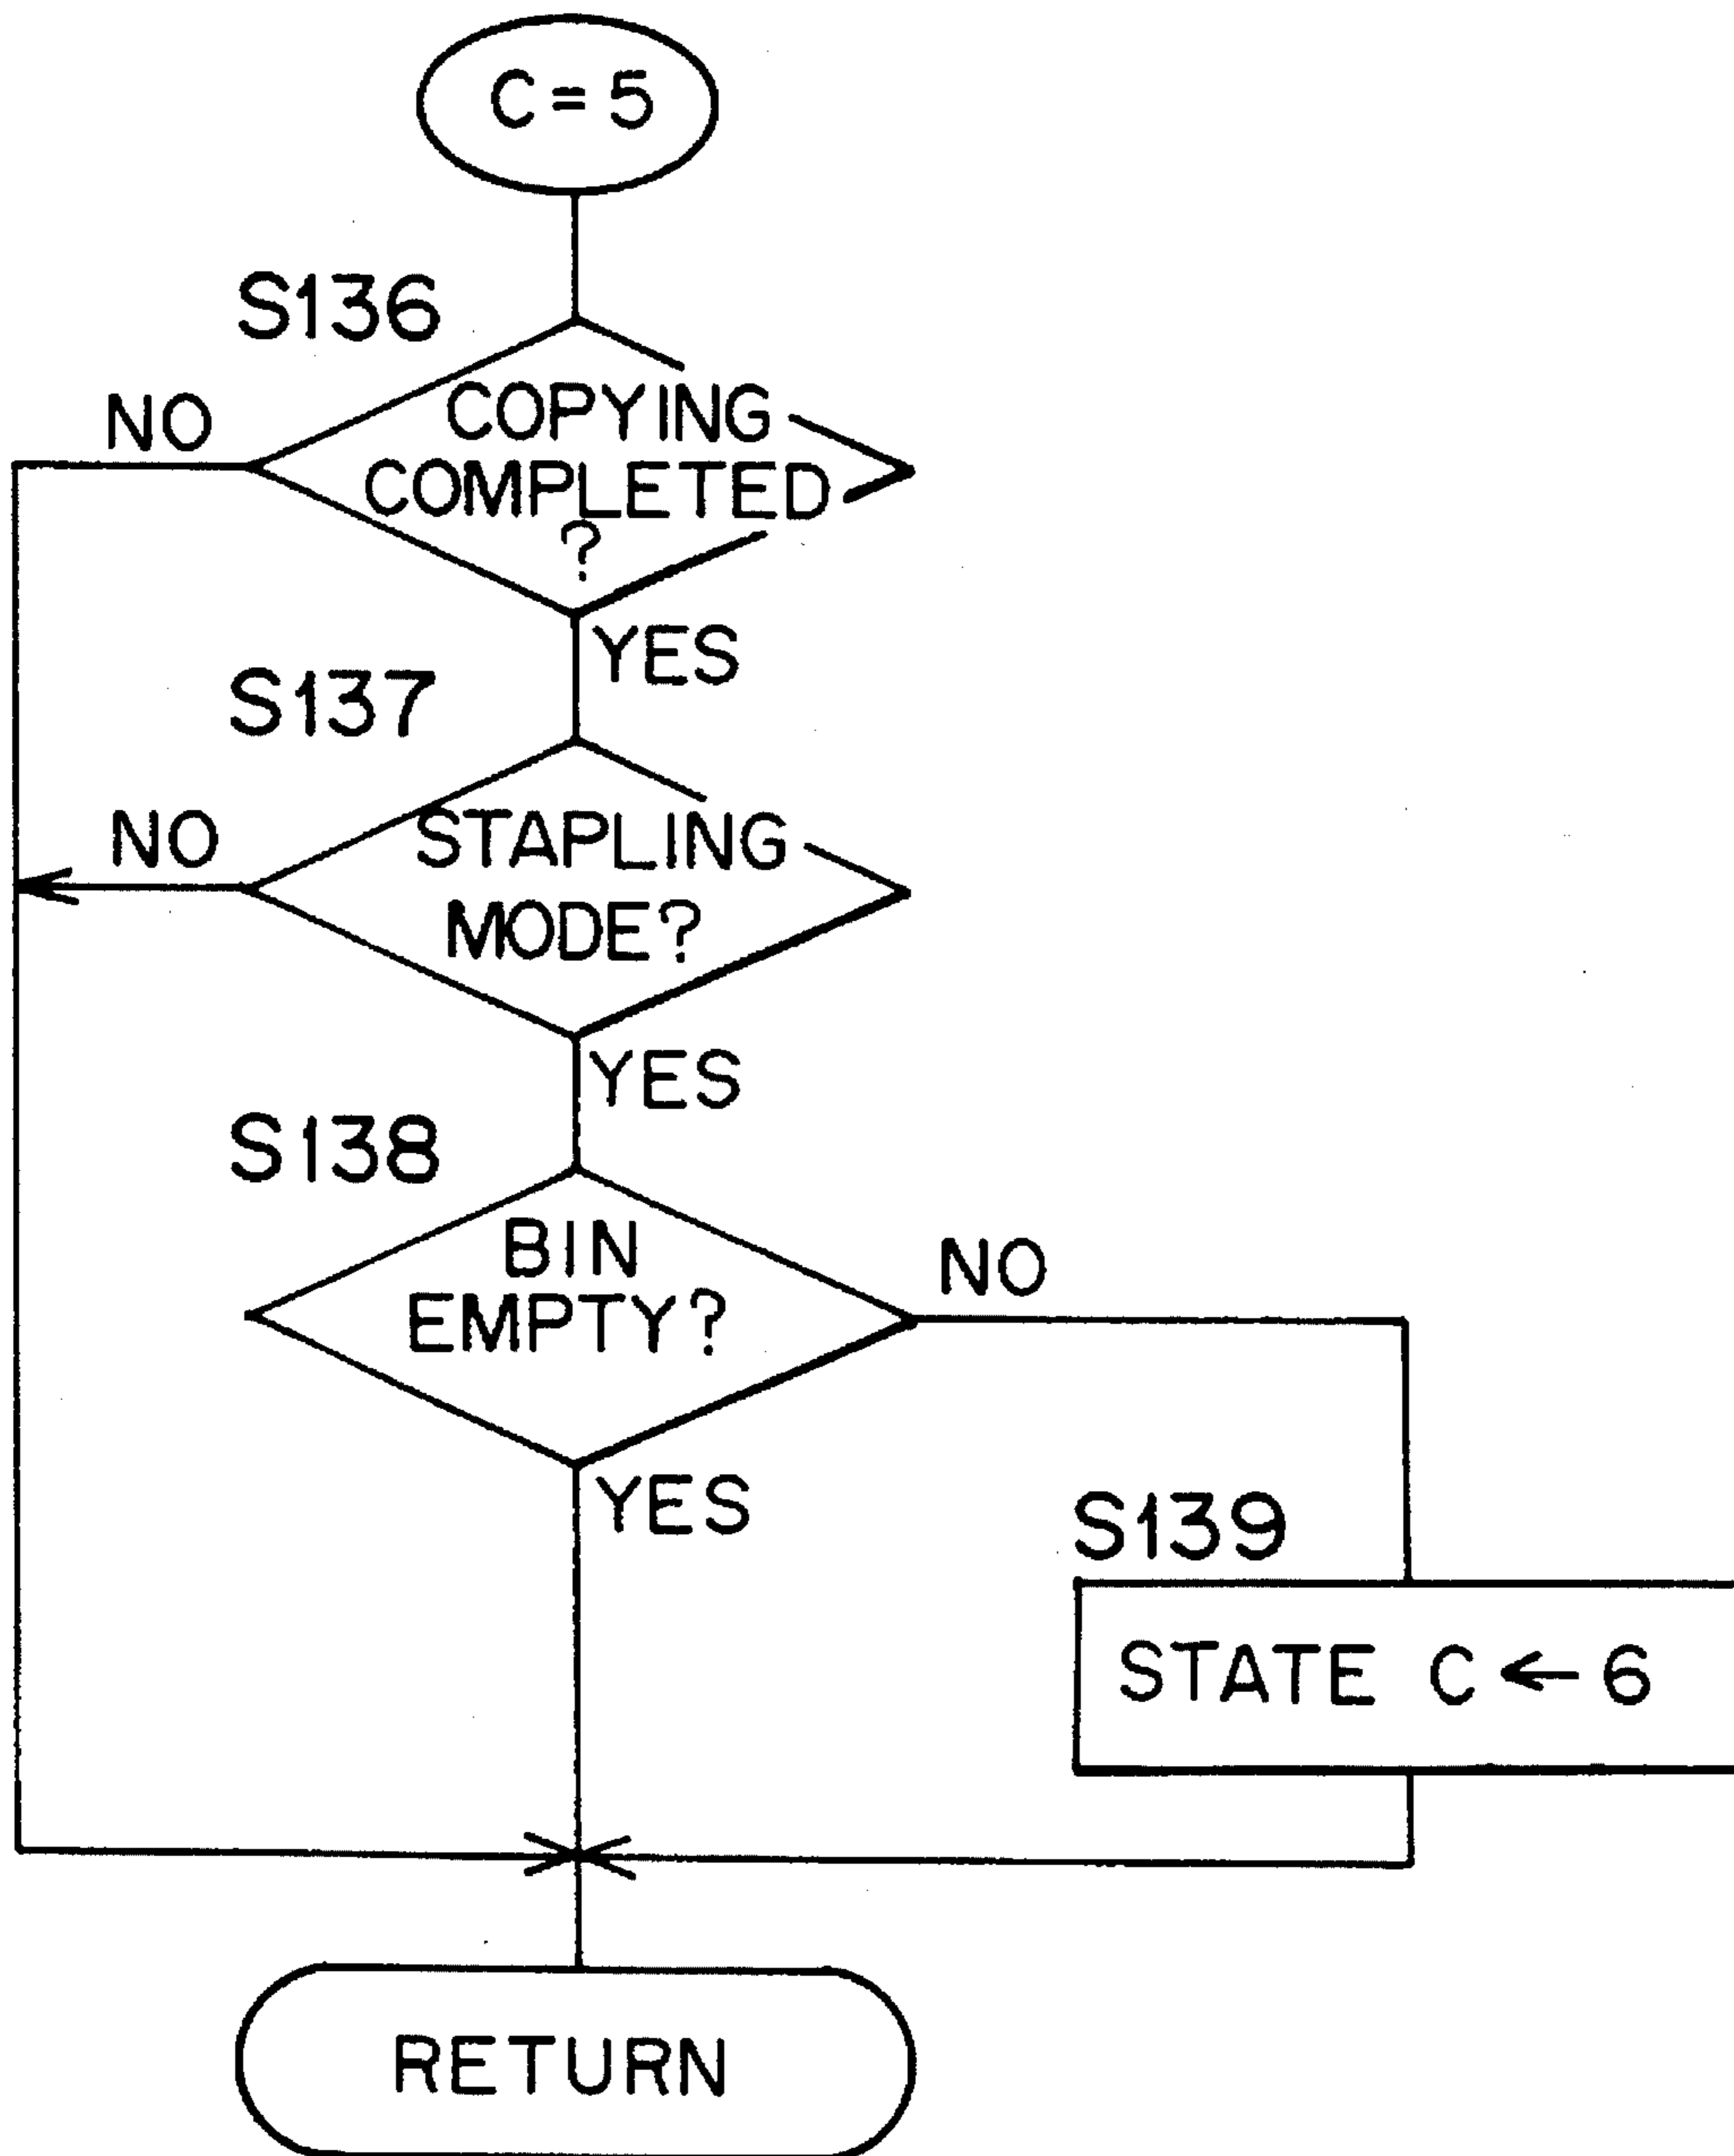 C=5
S136
NO
COPYING
COMPLETED
?
YES
S137
NO
STAPLING
MODE?
YES
S138
BIN
EMPTY?
NO
YES
S139
STATE C ← 6
RETURN